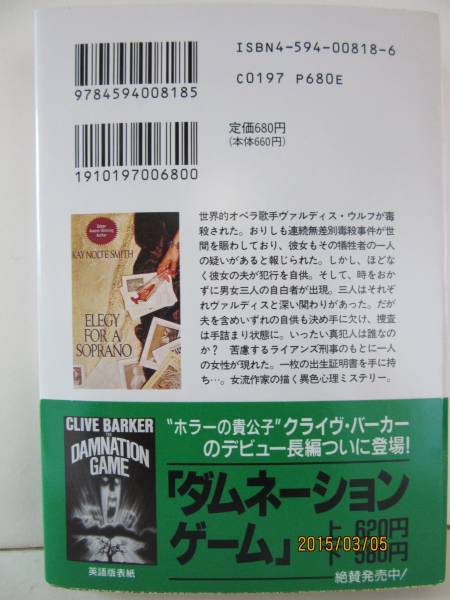 ISBN4-594-00818-6
C0197 P680E
9784594008185
定価680円
(本体660円)
1910197006800
世界的オペラ歌手ヴァルディス・ウルフが毒
殺された。おりしも連続無差別毒殺事件が世
間を賑わしており、彼女もその犠牲者の一人
の疑いがあると報じられた。しかし、ほどな
く彼女の夫が犯行を自供。そして、時をおか
ずに男女三人の自白者が出現。三人はそれぞ
れヴァルディスと深い関わりがあった。だが
夫を含めいずれの自供も決め手に欠け、捜査
は手詰まり状態に。いったい真犯人は誰なの
か? 苦慮するライアンズ刑事のもとに一人
の女性が現れた。一枚の出生証明書を手に持
ち…。女流作家の描く異色心理ミステリー。
Edgar
Award-Winning
Author
KAY NOLTE SMITH
ELEGY
FOR A
SOPRANO
CLIVE BARKER
THE
DAMNATION
GAME
英語版表紙
"ホラーの貴公子"クライヴ・バーカー
のデビュー長編ついに登場!
「ダムネーション
ゲーム」
上 620円
下 580円
2015/03/05
絶賛発売中!